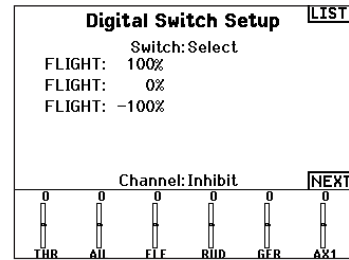 Digital Switch Setup LIST
Switch: Select
FLIGHT: 100%
FLIGHT: 0%
FLIGHT: -100%
Channel: Inhibit NEXT
0 0 0 0 0 0
THR AIL ELE RUD GER AX1